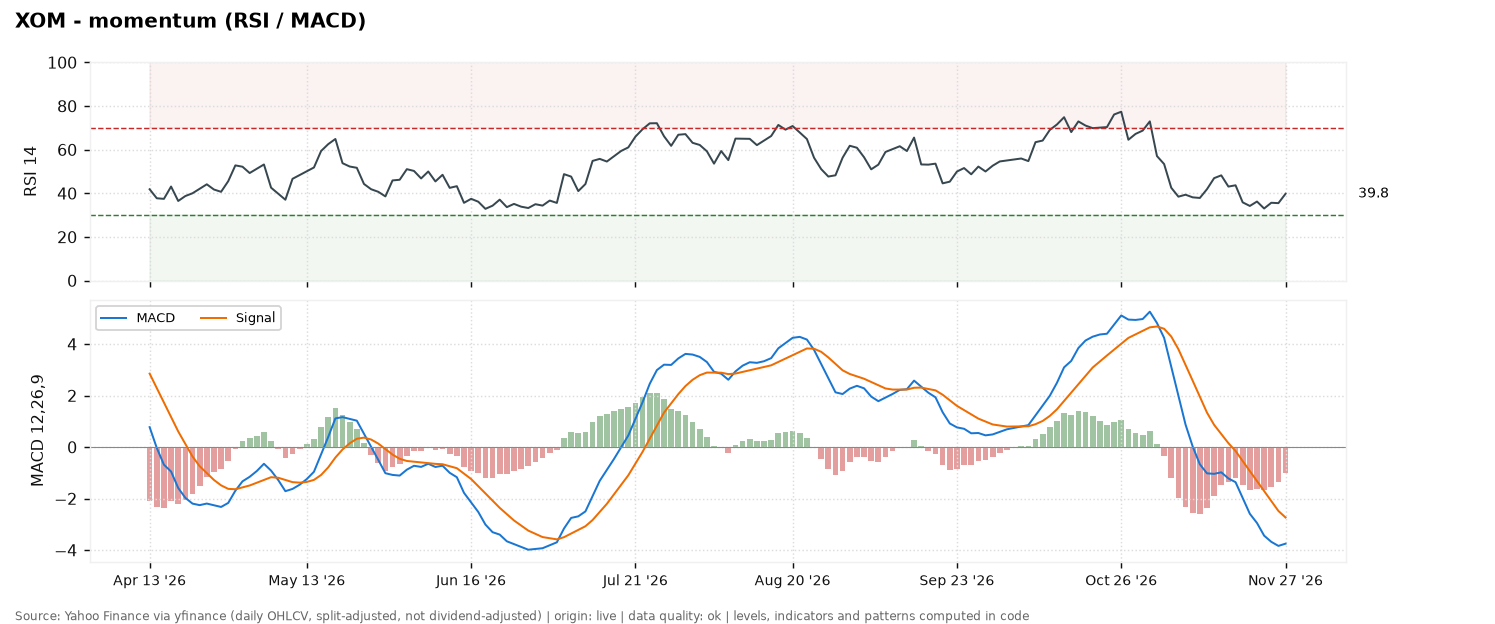 XOM - momentum (RSI / MACD)
100
80
60
40
20
0
RSI 14
39.8
MACD
Signal
4
2
0
−2
−4
MACD 12,26,9
Apr 13 '26
May 13 '26
Jun 16 '26
Jul 21 '26
Aug 20 '26
Sep 23 '26
Oct 26 '26
Nov 27 '26
Source: Yahoo Finance via yfinance (daily OHLCV, split-adjusted, not dividend-adjusted) | origin: live | data quality: ok | levels, indicators and patterns computed in code